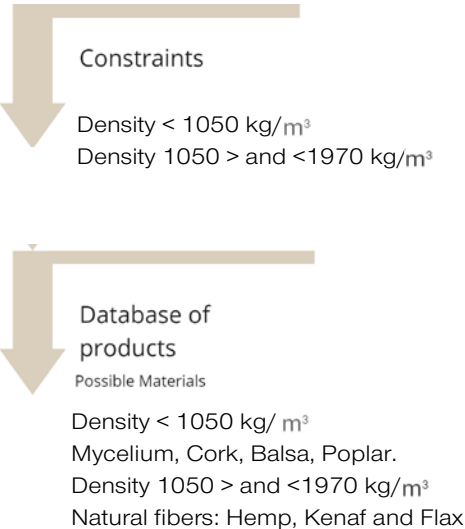 Constraints
Density < 1050 kg/m³
Density 1050 > and <1970 kg/m³
Database of
products
Possible Materials
Density < 1050 kg/ m³
Mycelium, Cork, Balsa, Poplar.
Density 1050 > and <1970 kg/m³
Natural fibers: Hemp, Kenaf and Flax